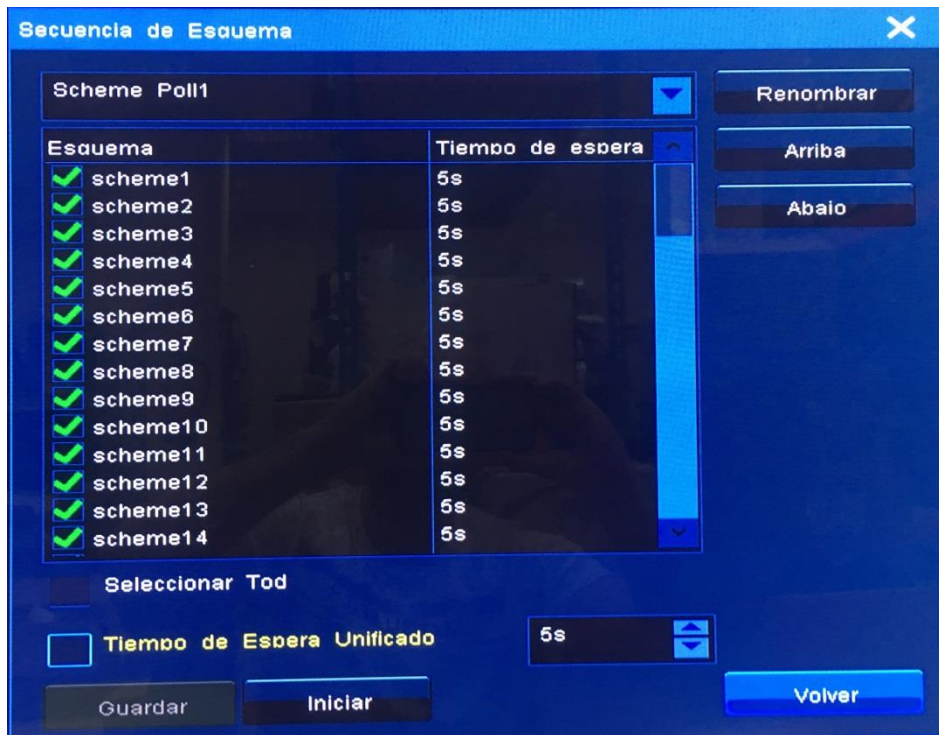 Secuencia de Esquema
Scheme Poll1
Renombrar
Esquema Tiempo de espera
Arriba
scheme1 5s
scheme2 5s
Abajo
scheme3 5s
scheme4 5s
scheme5 5s
scheme6 5s
scheme7 5s
scheme8 5s
scheme9 5s
scheme10 5s
scheme11 5s
scheme12 5s
scheme13 5s
scheme14 5s
Seleccionar Tod
Tiempo de Espera Unificado 5s
Guardar Iniciar Volver